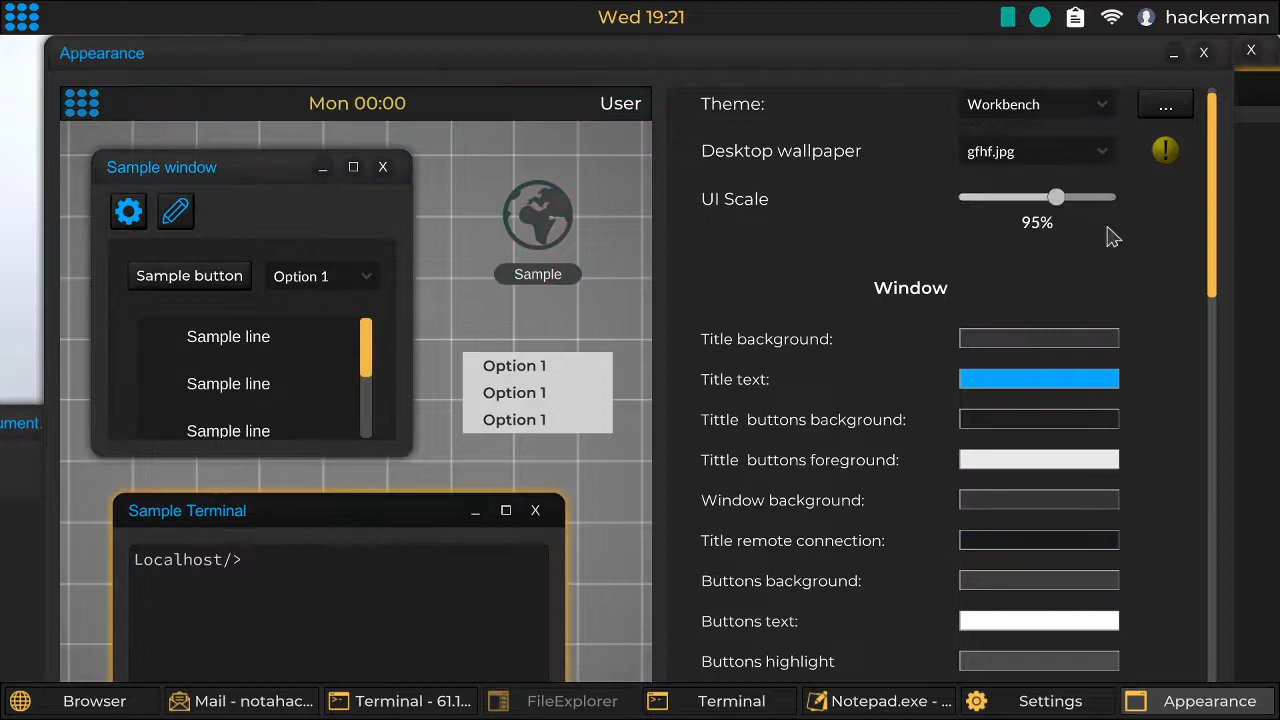 Wed 19:21
hackerman
Appearance
_ X
X
Mon 00:00
User
Sample window
_ X
Sample button
Option 1
Sample line
Sample line
Sample line
Sample
Option 1
Option 1
Option 1
Sample Terminal
_ X
Localhost/>
ument.
Theme:
Workbench
...
Desktop wallpaper
gfhf.jpg
!
UI Scale
95%
Window
Title background:
Title text:
Tittle buttons background:
Tittle buttons foreground:
Window background:
Title remote connection:
Buttons background:
Buttons text:
Buttons highlight
Browser
Mail - notahac...
Terminal - 61.1...
FileExplorer
Terminal
Notepad.exe - ...
Settings
Appearance